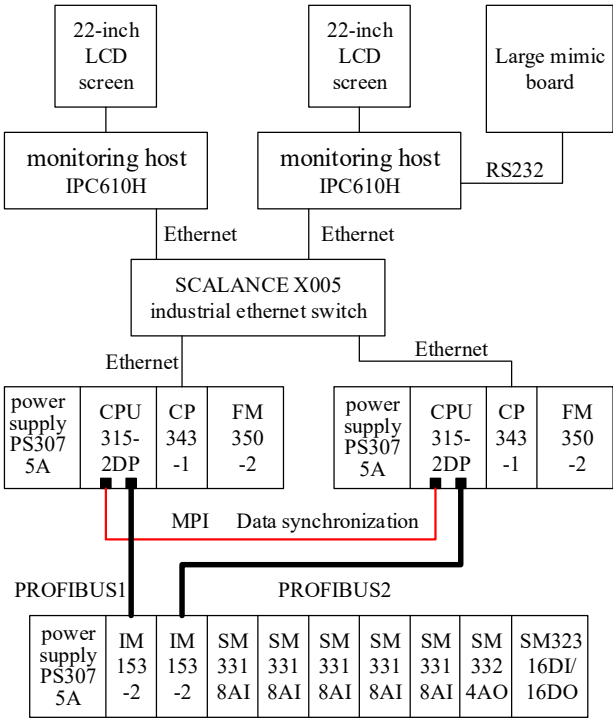 22-inch
LCD
screen
22-inch
LCD
screen
Large mimic
board
monitoring host
IPC610H
monitoring host
IPC610H
RS232
Ethernet
Ethernet
SCALANCE X005
industrial ethernet switch
Ethernet
Ethernet
power
supply
PS307
5A
CPU
315-
2DP
CP
343
-1
FM
350
-2
power
supply
PS307
5A
CPU
315-
2DP
CP
343
-1
FM
350
-2
MPI Data synchronization
PROFIBUS1
PROFIBUS2
power
supply
PS307
5A
IM
153
-2
IM
153
-2
SM
331
8AI
SM
331
8AI
SM
331
8AI
SM
331
8AI
SM
331
8AI
SM
332
4AO
SM323
16DI/
16DO